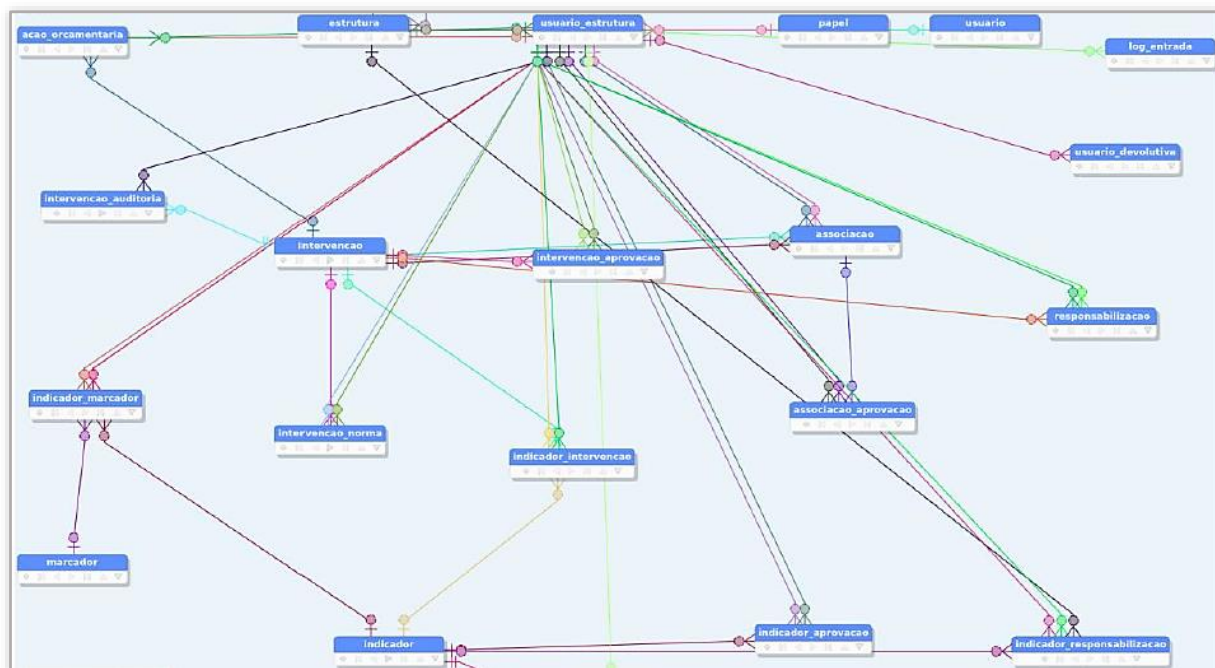 estrutura
usuario_estrutura
papel
usuario
acao_orcamentaria
log_entrada
usuario_devolutiva
intervencao_auditoria
associacao
intervencao
intervencao_aprovacao
responsabilizacao
indicador_marcador
associacao_aprovacao
intervencao_norma
indicador_intervencao
marcador
indicador_aprovacao
indicador
indicador_responsabilizacao